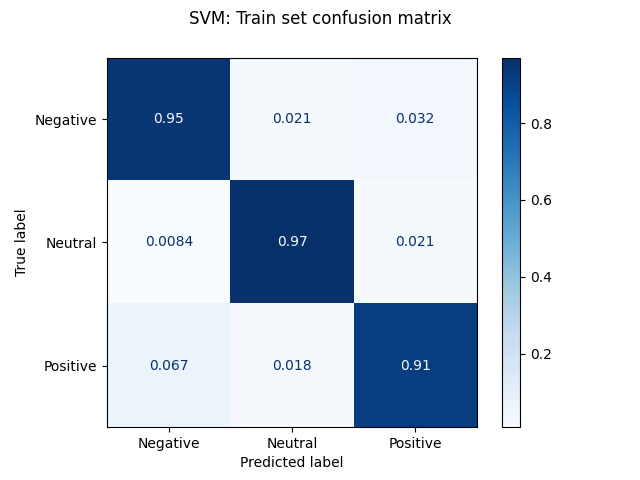 SVM: Train set confusion matrix
Negative
0.95
0.021
0.032
Neutral
0.0084
0.97
0.021
Positive
0.067
0.018
0.91
Negative
Neutral
Positive
Predicted label
True label
0.8
0.6
0.4
0.2